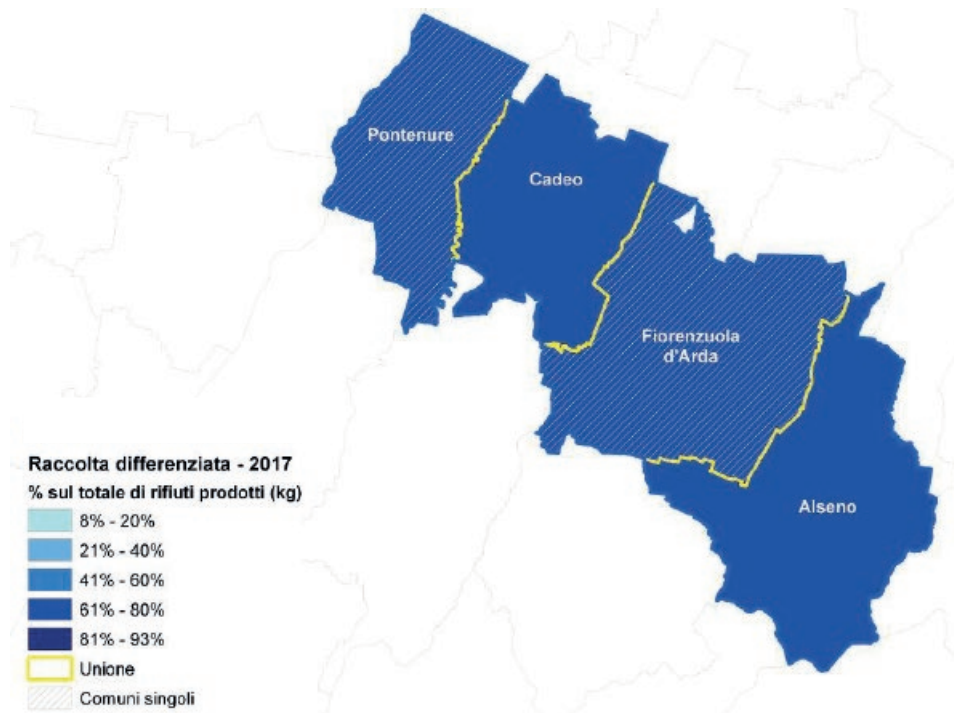 Pontenure
Cadeo
Fiorenzuola
d'Arda
Alseno
Raccolta differenziata - 2017
% sul totale di rifiuti prodotti (kg)
8% - 20%
21% - 40%
41% - 60%
61% - 80%
81% - 93%
Unione
Comuni singoli